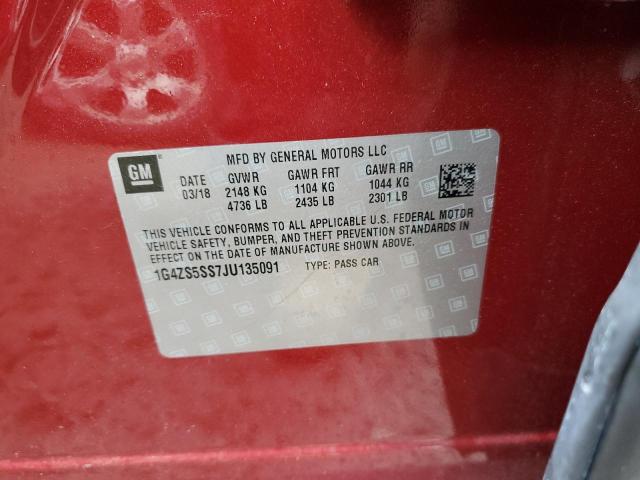 GM
MFD BY GENERAL MOTORS LLC
DATE GVWR GAWR FRT GAWR RR
03/18 2148 KG 1104 KG 1044 KG
4736 LB 2435 LB 2301 LB
THIS VEHICLE CONFORMS TO ALL APPLICABLE U.S. FEDERAL MOTOR
VEHICLE SAFETY, BUMPER, AND THEFT PREVENTION STANDARDS IN
EFFECT ON THE DATE OF MANUFACTURE SHOWN ABOVE.
1G4ZS5SS7JU135091 TYPE: PASS CAR